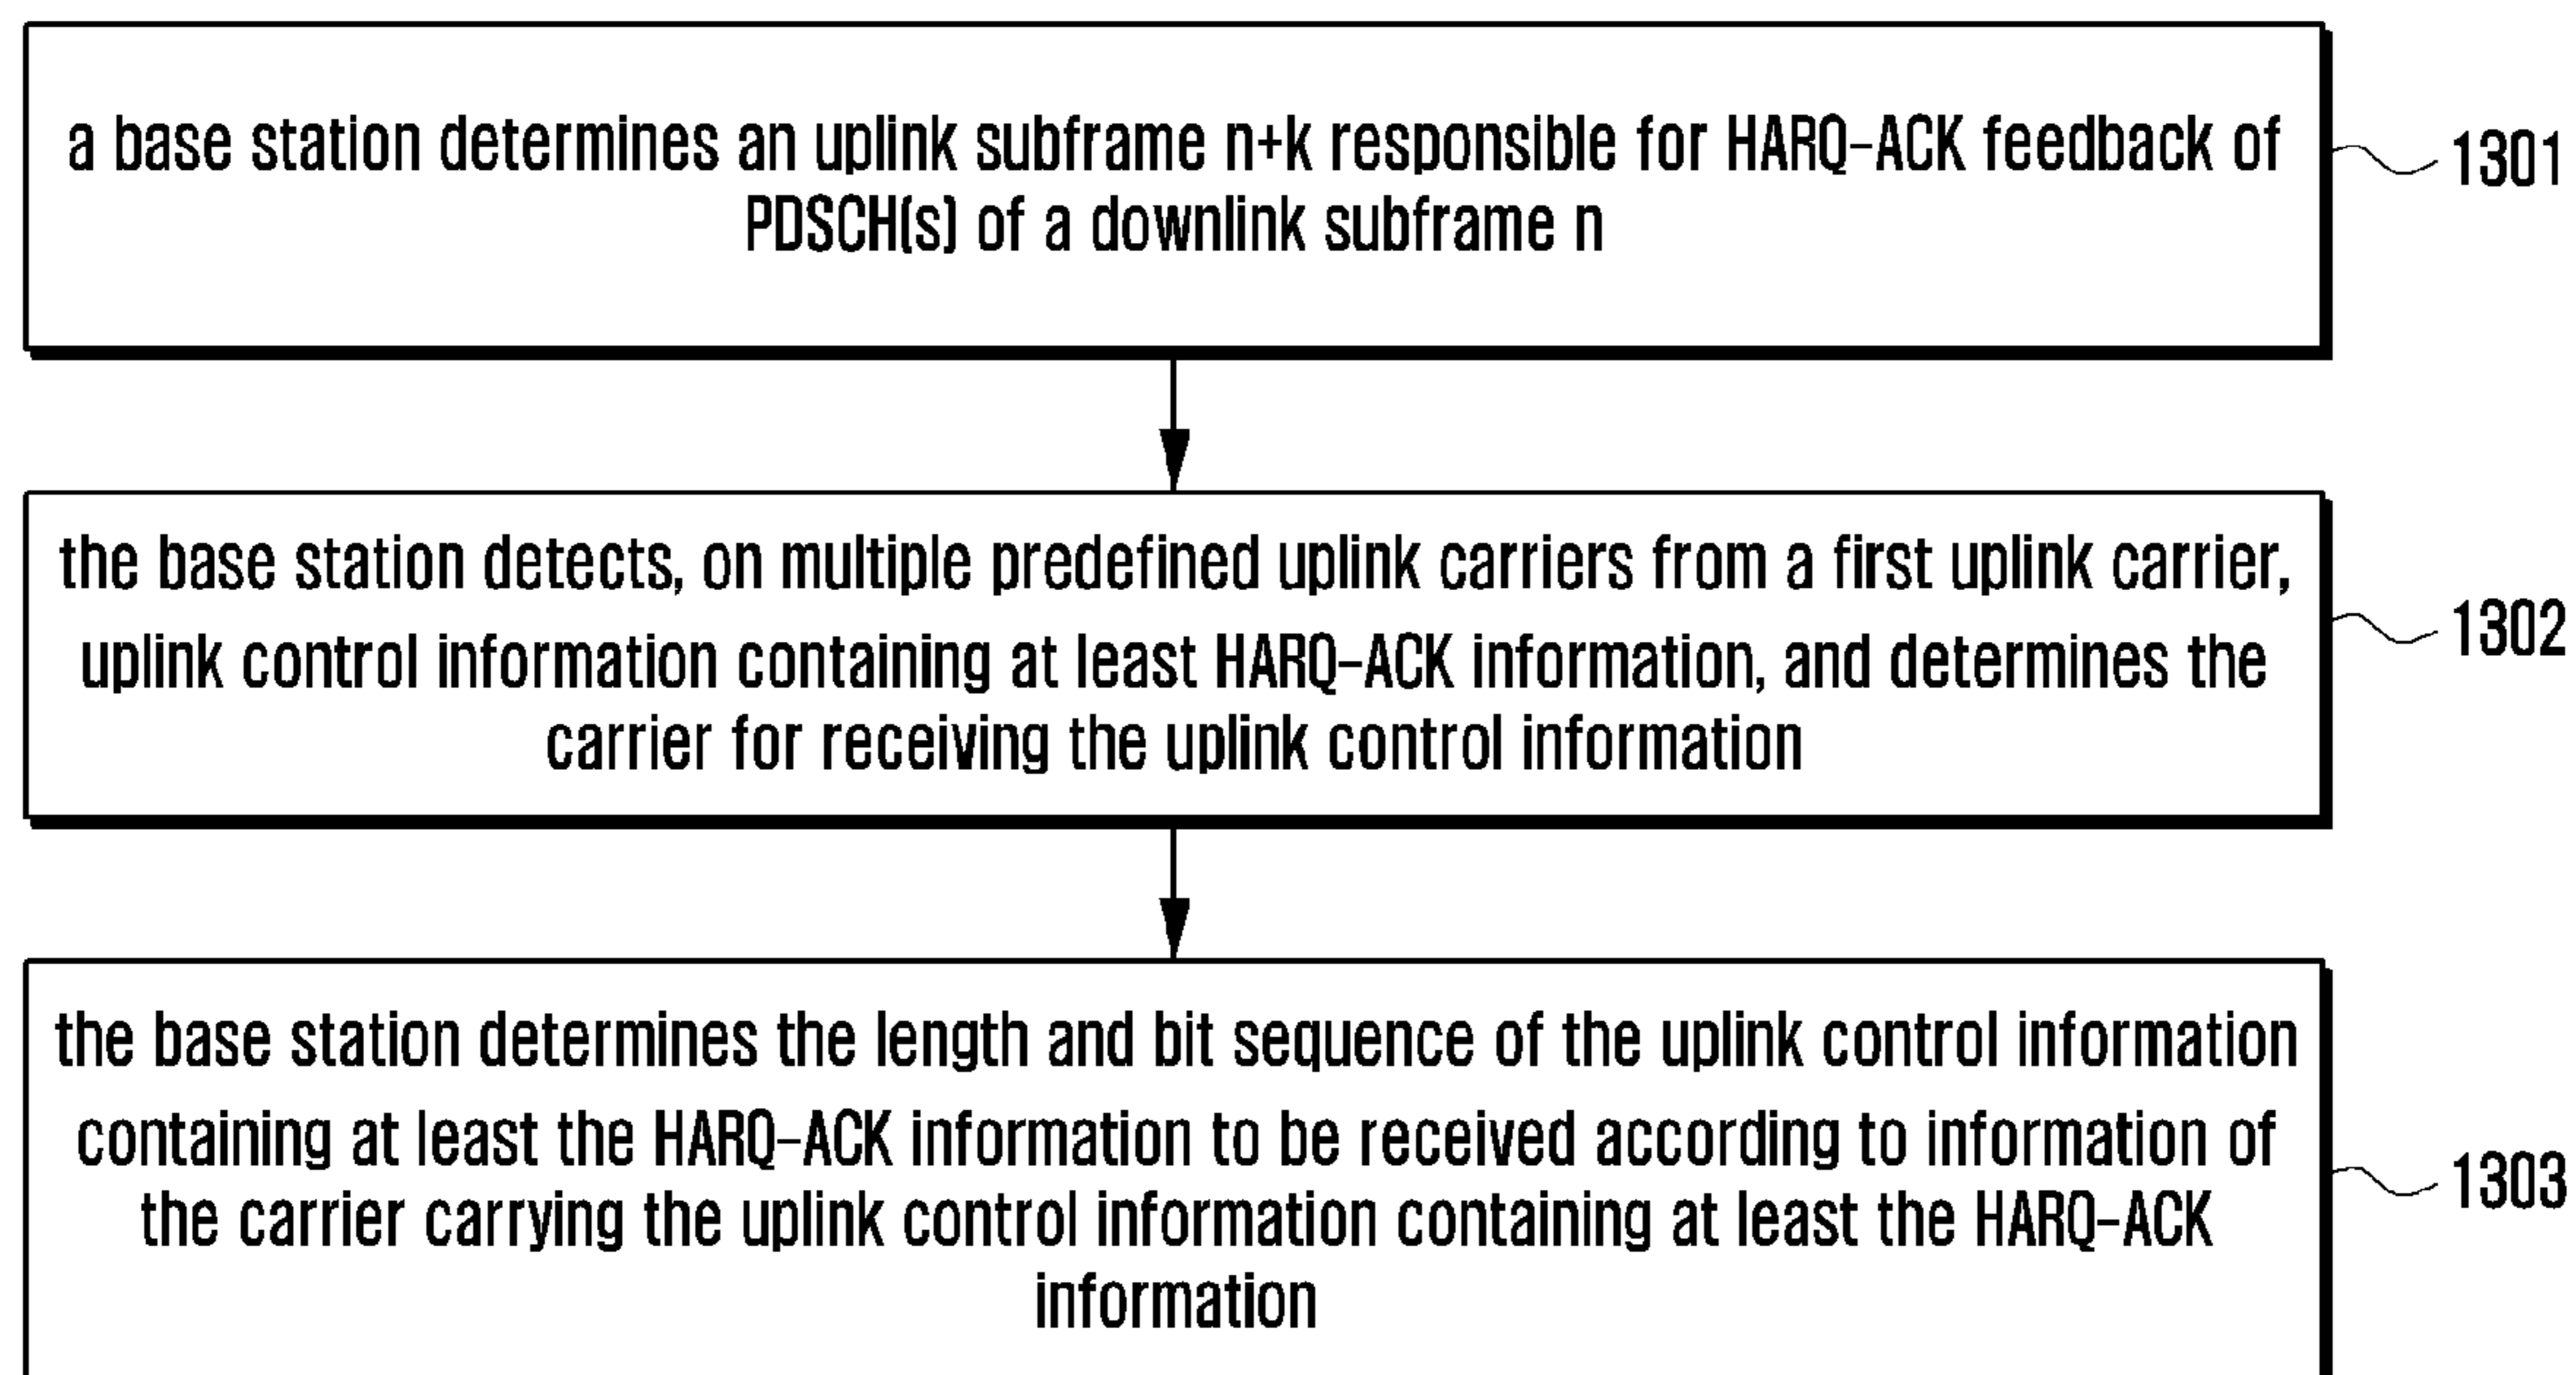 a base station determines an uplink subframe n+k responsible for HARQ-ACK feedback of
PDSCH(s) of a downlink subframe n
1301
the base station detects, on multiple predefined uplink carriers from a first uplink carrier,
uplink control information containing at least HARQ-ACK information, and determines the
carrier for receiving the uplink control information
1302
the base station determines the length and bit sequence of the uplink control information
containing at least the HARQ-ACK information to be received according to information of
the carrier carrying the uplink control information containing at least the HARQ-ACK
information
1303